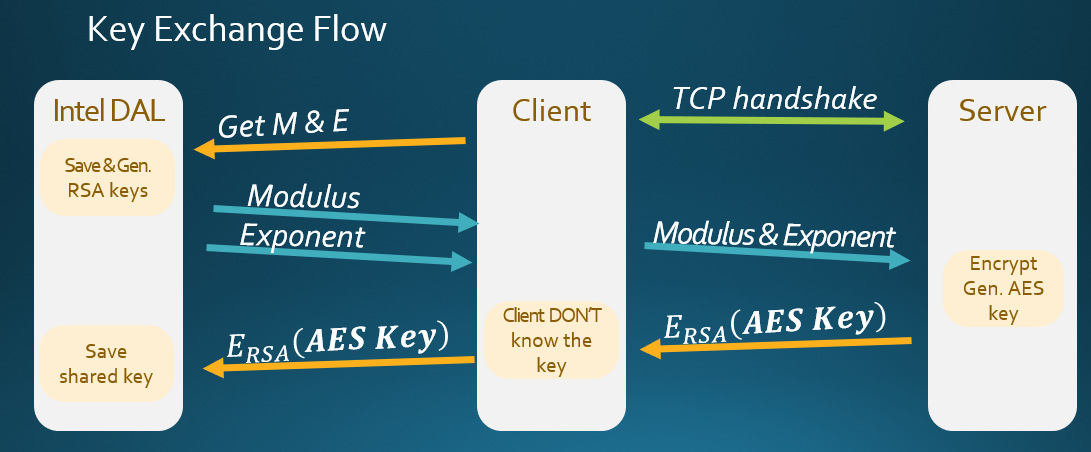 Key Exchange Flow
Intel DAL
Client
Server
TCP handshake
Get M & E
Save & Gen.
RSA keys
Modulus
Exponent
Modulus & Exponent
Encrypt
Gen. AES
key
Client DON'T
know the
key
E_RSA(AES Key)
E_RSA(AES Key)
Save
shared key